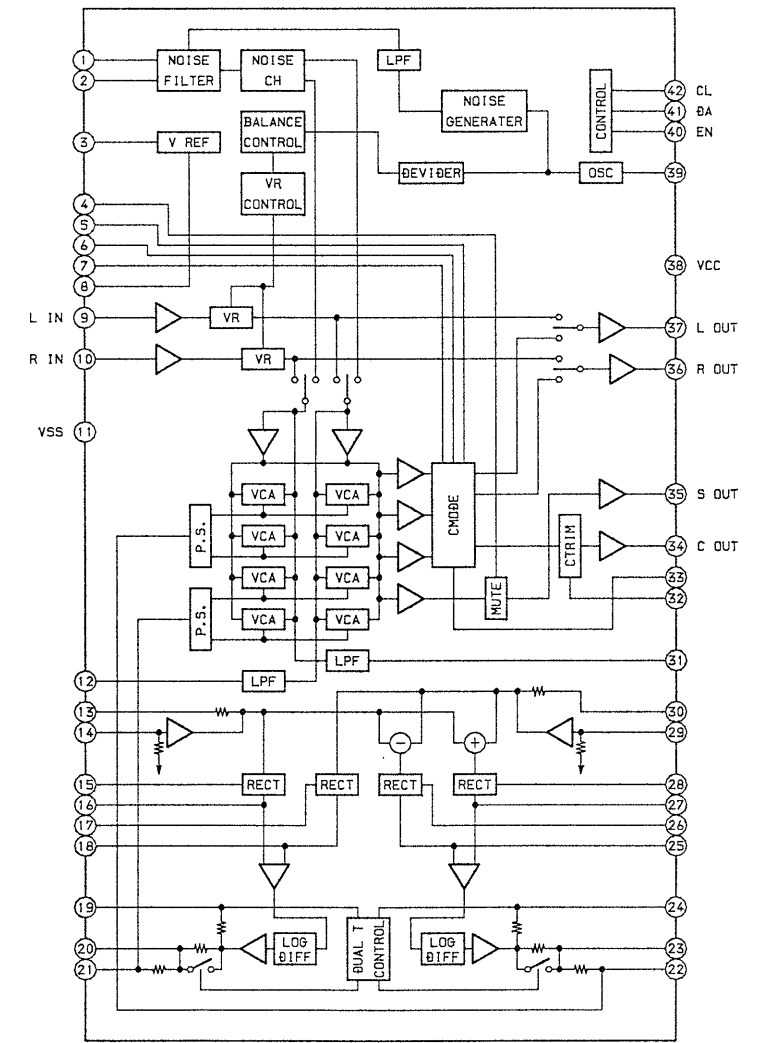 1
NOISE
FILTER
NOISE
CH
LPF
2
42 CL
NOISE
GENERATER
CONTROL
41 ĐA
BALANCE
CONTROL
40 EN
3
V REF
ĐEVIĐER
OSC
39
VR
CONTROL
4
5
6
7
38 VCC
8
L IN 9
VR
37 L OUT
R IN 10
VR
36 R OUT
VSS 11
CMOĐE
VCA
VCA
35 S OUT
P.S.
VCA
VCA
CTRIM
34 C OUT
VCA
VCA
33
MUTE
32
P.S.
VCA
VCA
LPF
31
12
LPF
13
30
14
−
+
29
15
RECT
RECT
RECT
RECT
28
16
27
17
26
18
25
19
24
20
LOG
ĐIFF
ĐUAL T
CONTROL
LOG
ĐIFF
23
21
22